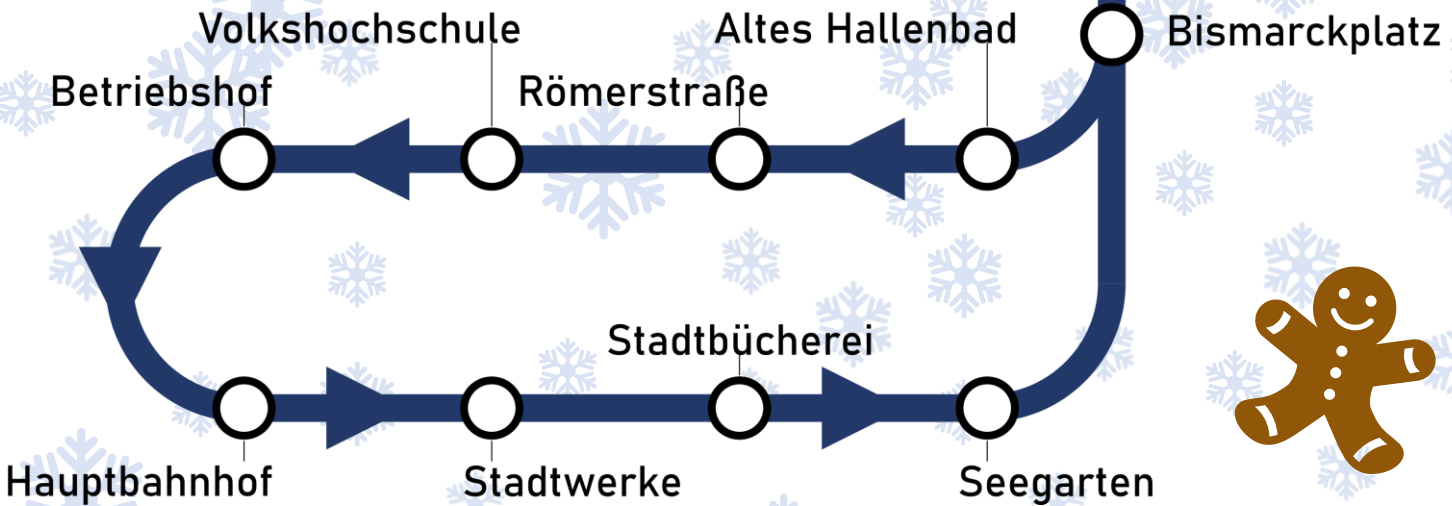 Volkshochschule
Altes Hallenbad
Bismarckplatz
Betriebshof
Römerstraße
Stadtbücherei
Hauptbahnhof
Stadtwerke
Seegarten